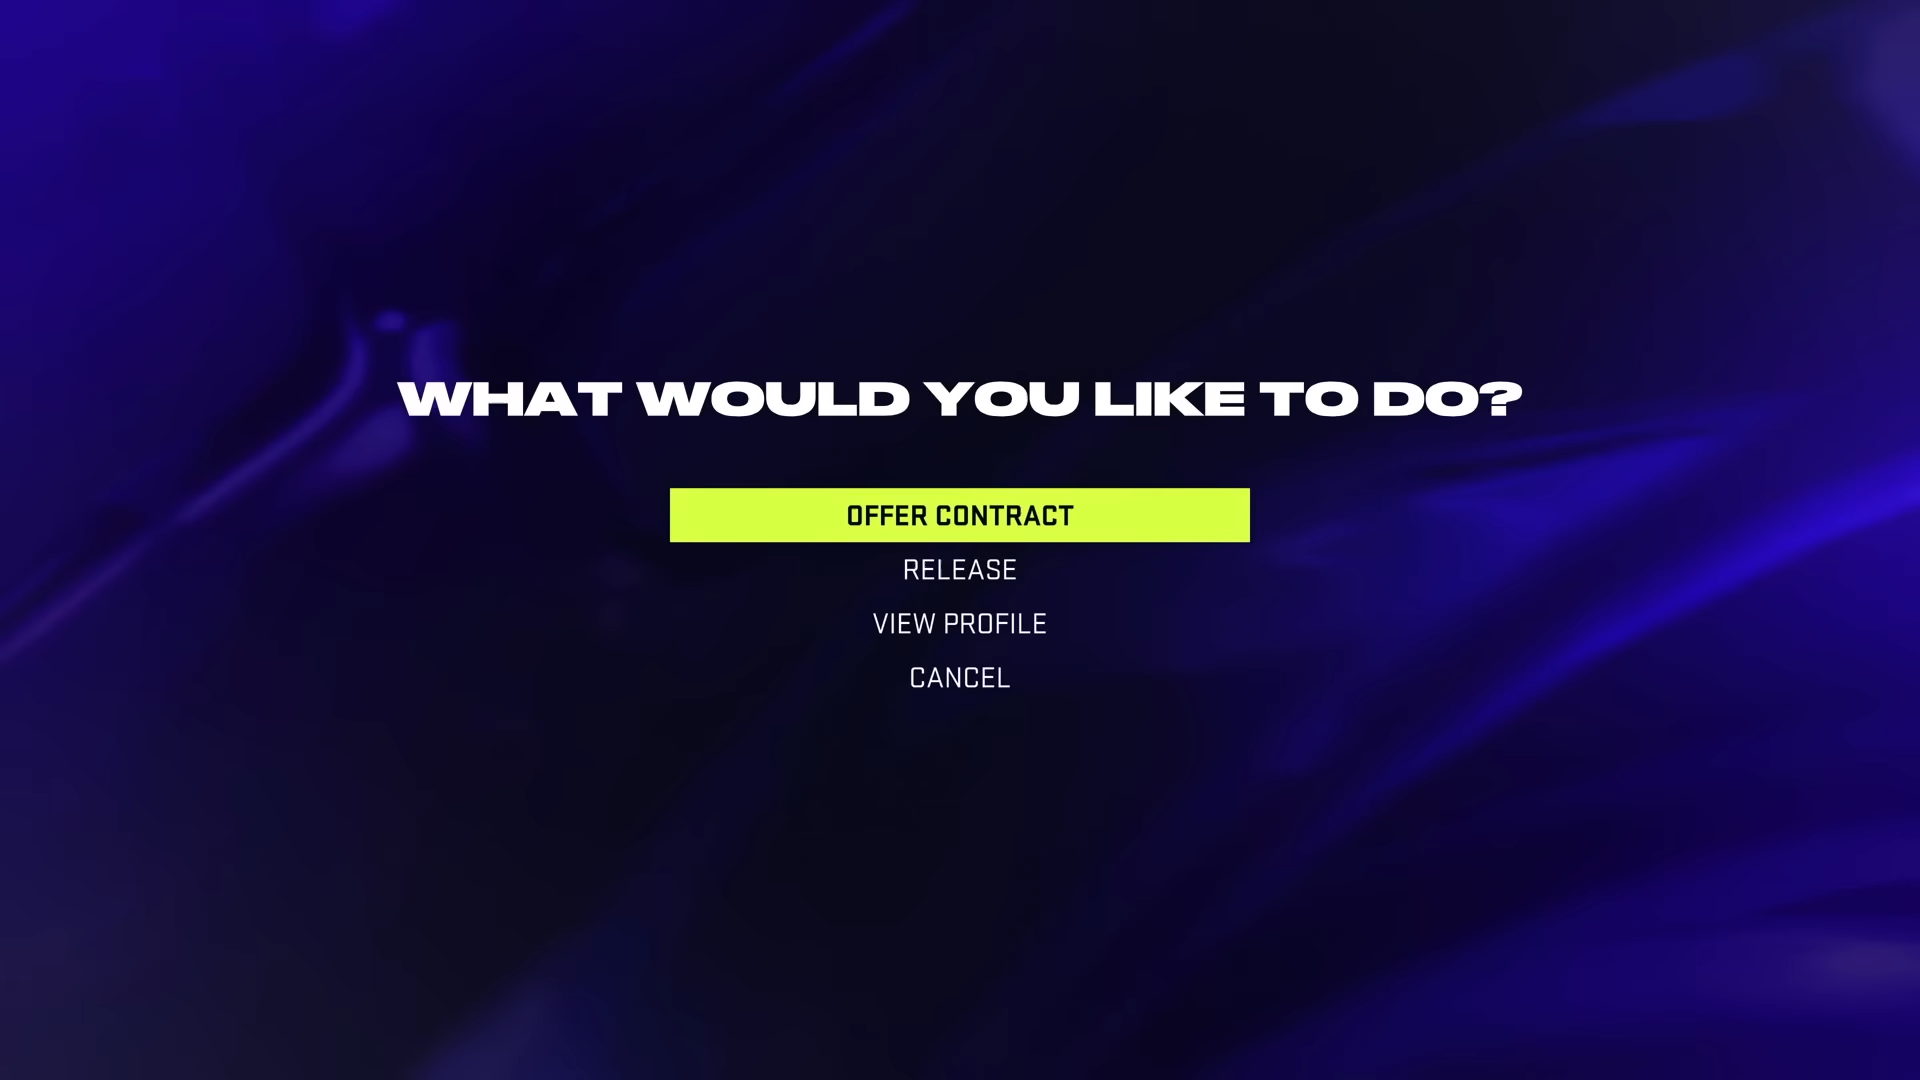 WHAT WOULD YOU LIKE TO DO?
OFFER CONTRACT
RELEASE
VIEW PROFILE
CANCEL